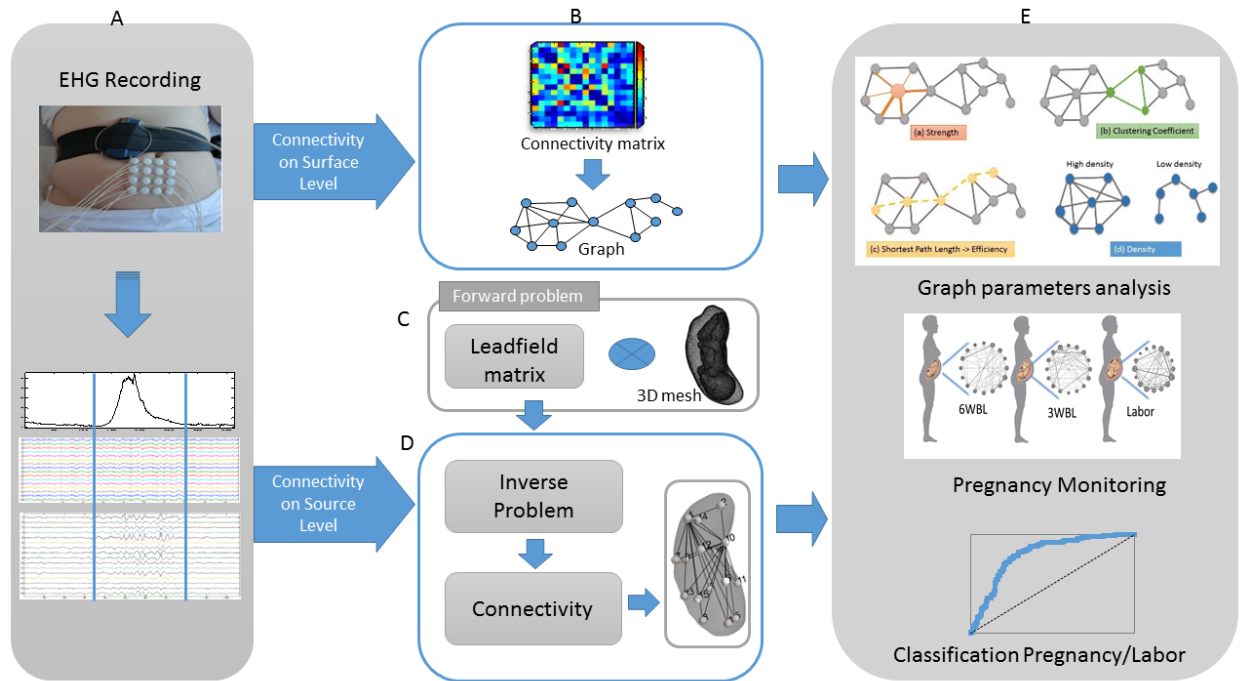 A
EHG Recording
Connectivity
on Surface
Level
Connectivity
on Source
Level
B
Connectivity matrix
Graph
C
Forward problem
Leadfield
matrix
3D mesh
D
Inverse
Problem
Connectivity
E
(a) Strength
(b) Clustering Coefficient
High density
Low density
(c) Shortest Path Length -> Efficiency
(d) Density
Graph parameters analysis
6WBL
3WBL
Labor
Pregnancy Monitoring
Classification Pregnancy/Labor